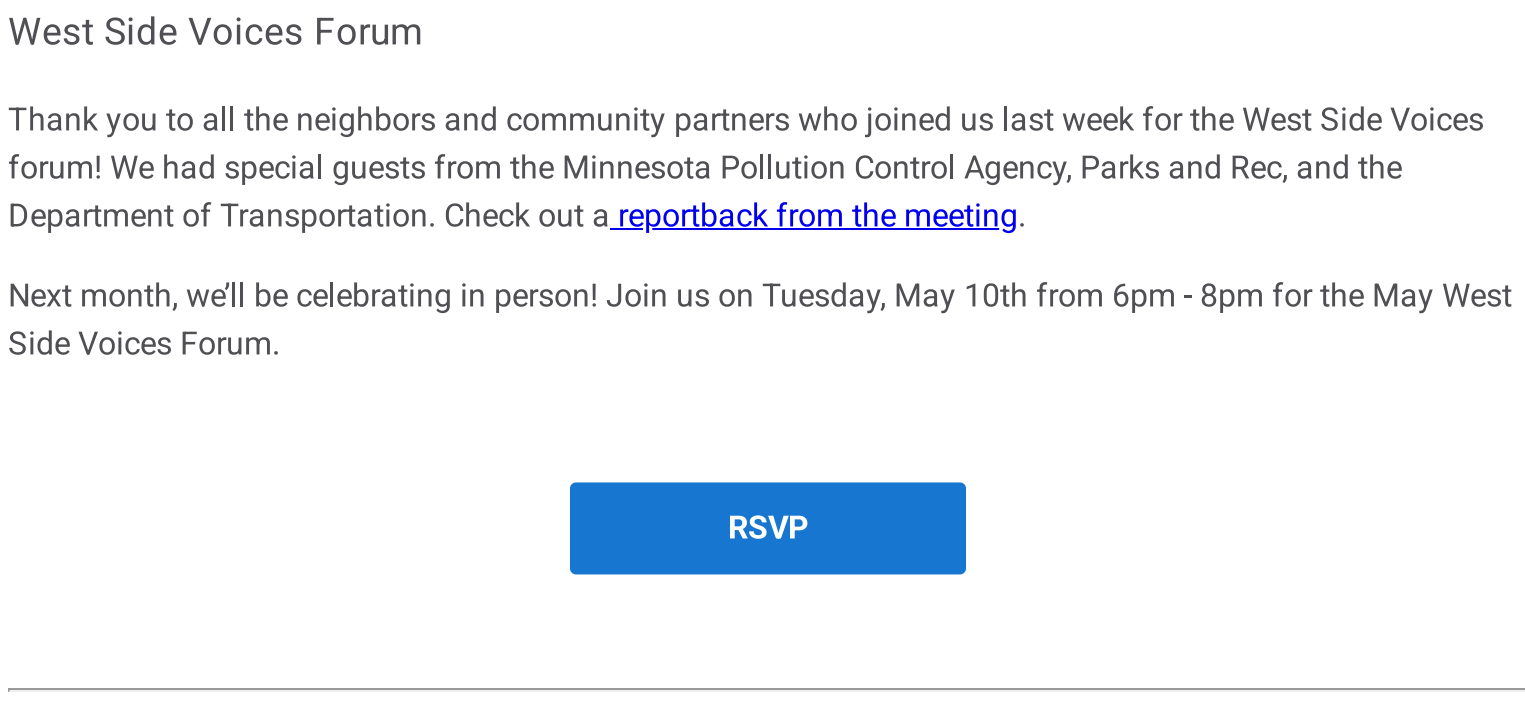 West Side Voices Forum
Thank you to all the neighbors and community partners who joined us last week for the West Side Voices
forum! We had special guests from the Minnesota Pollution Control Agency, Parks and Rec, and the
Department of Transportation. Check out a reportback from the meeting.
Next month, we'll be celebrating in person! Join us on Tuesday, May 10th from 6pm - 8pm for the May West
Side Voices Forum.
RSVP